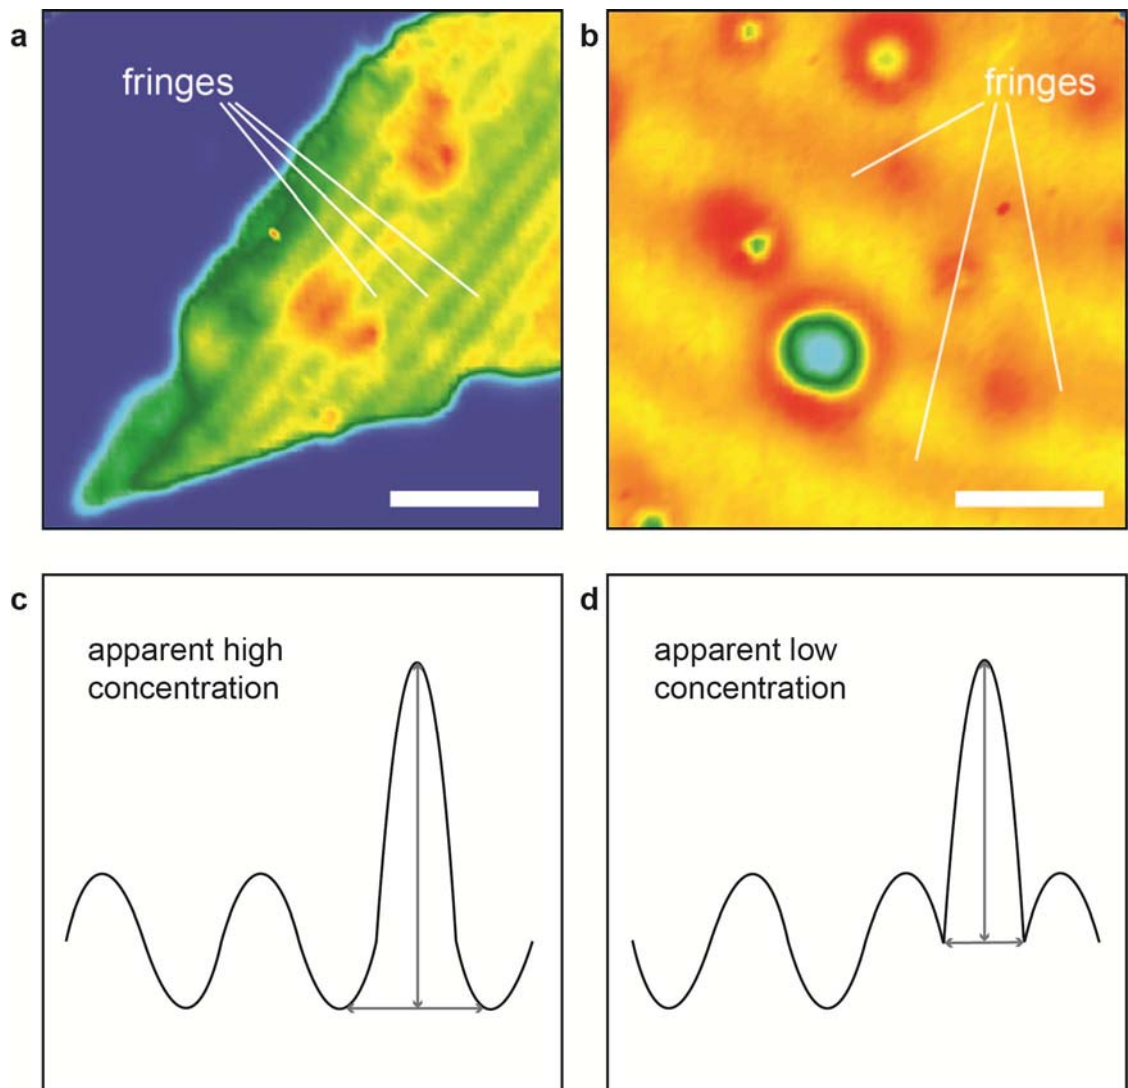 a
fringes
b
fringes
c
apparent high
concentration
d
apparent low
concentration